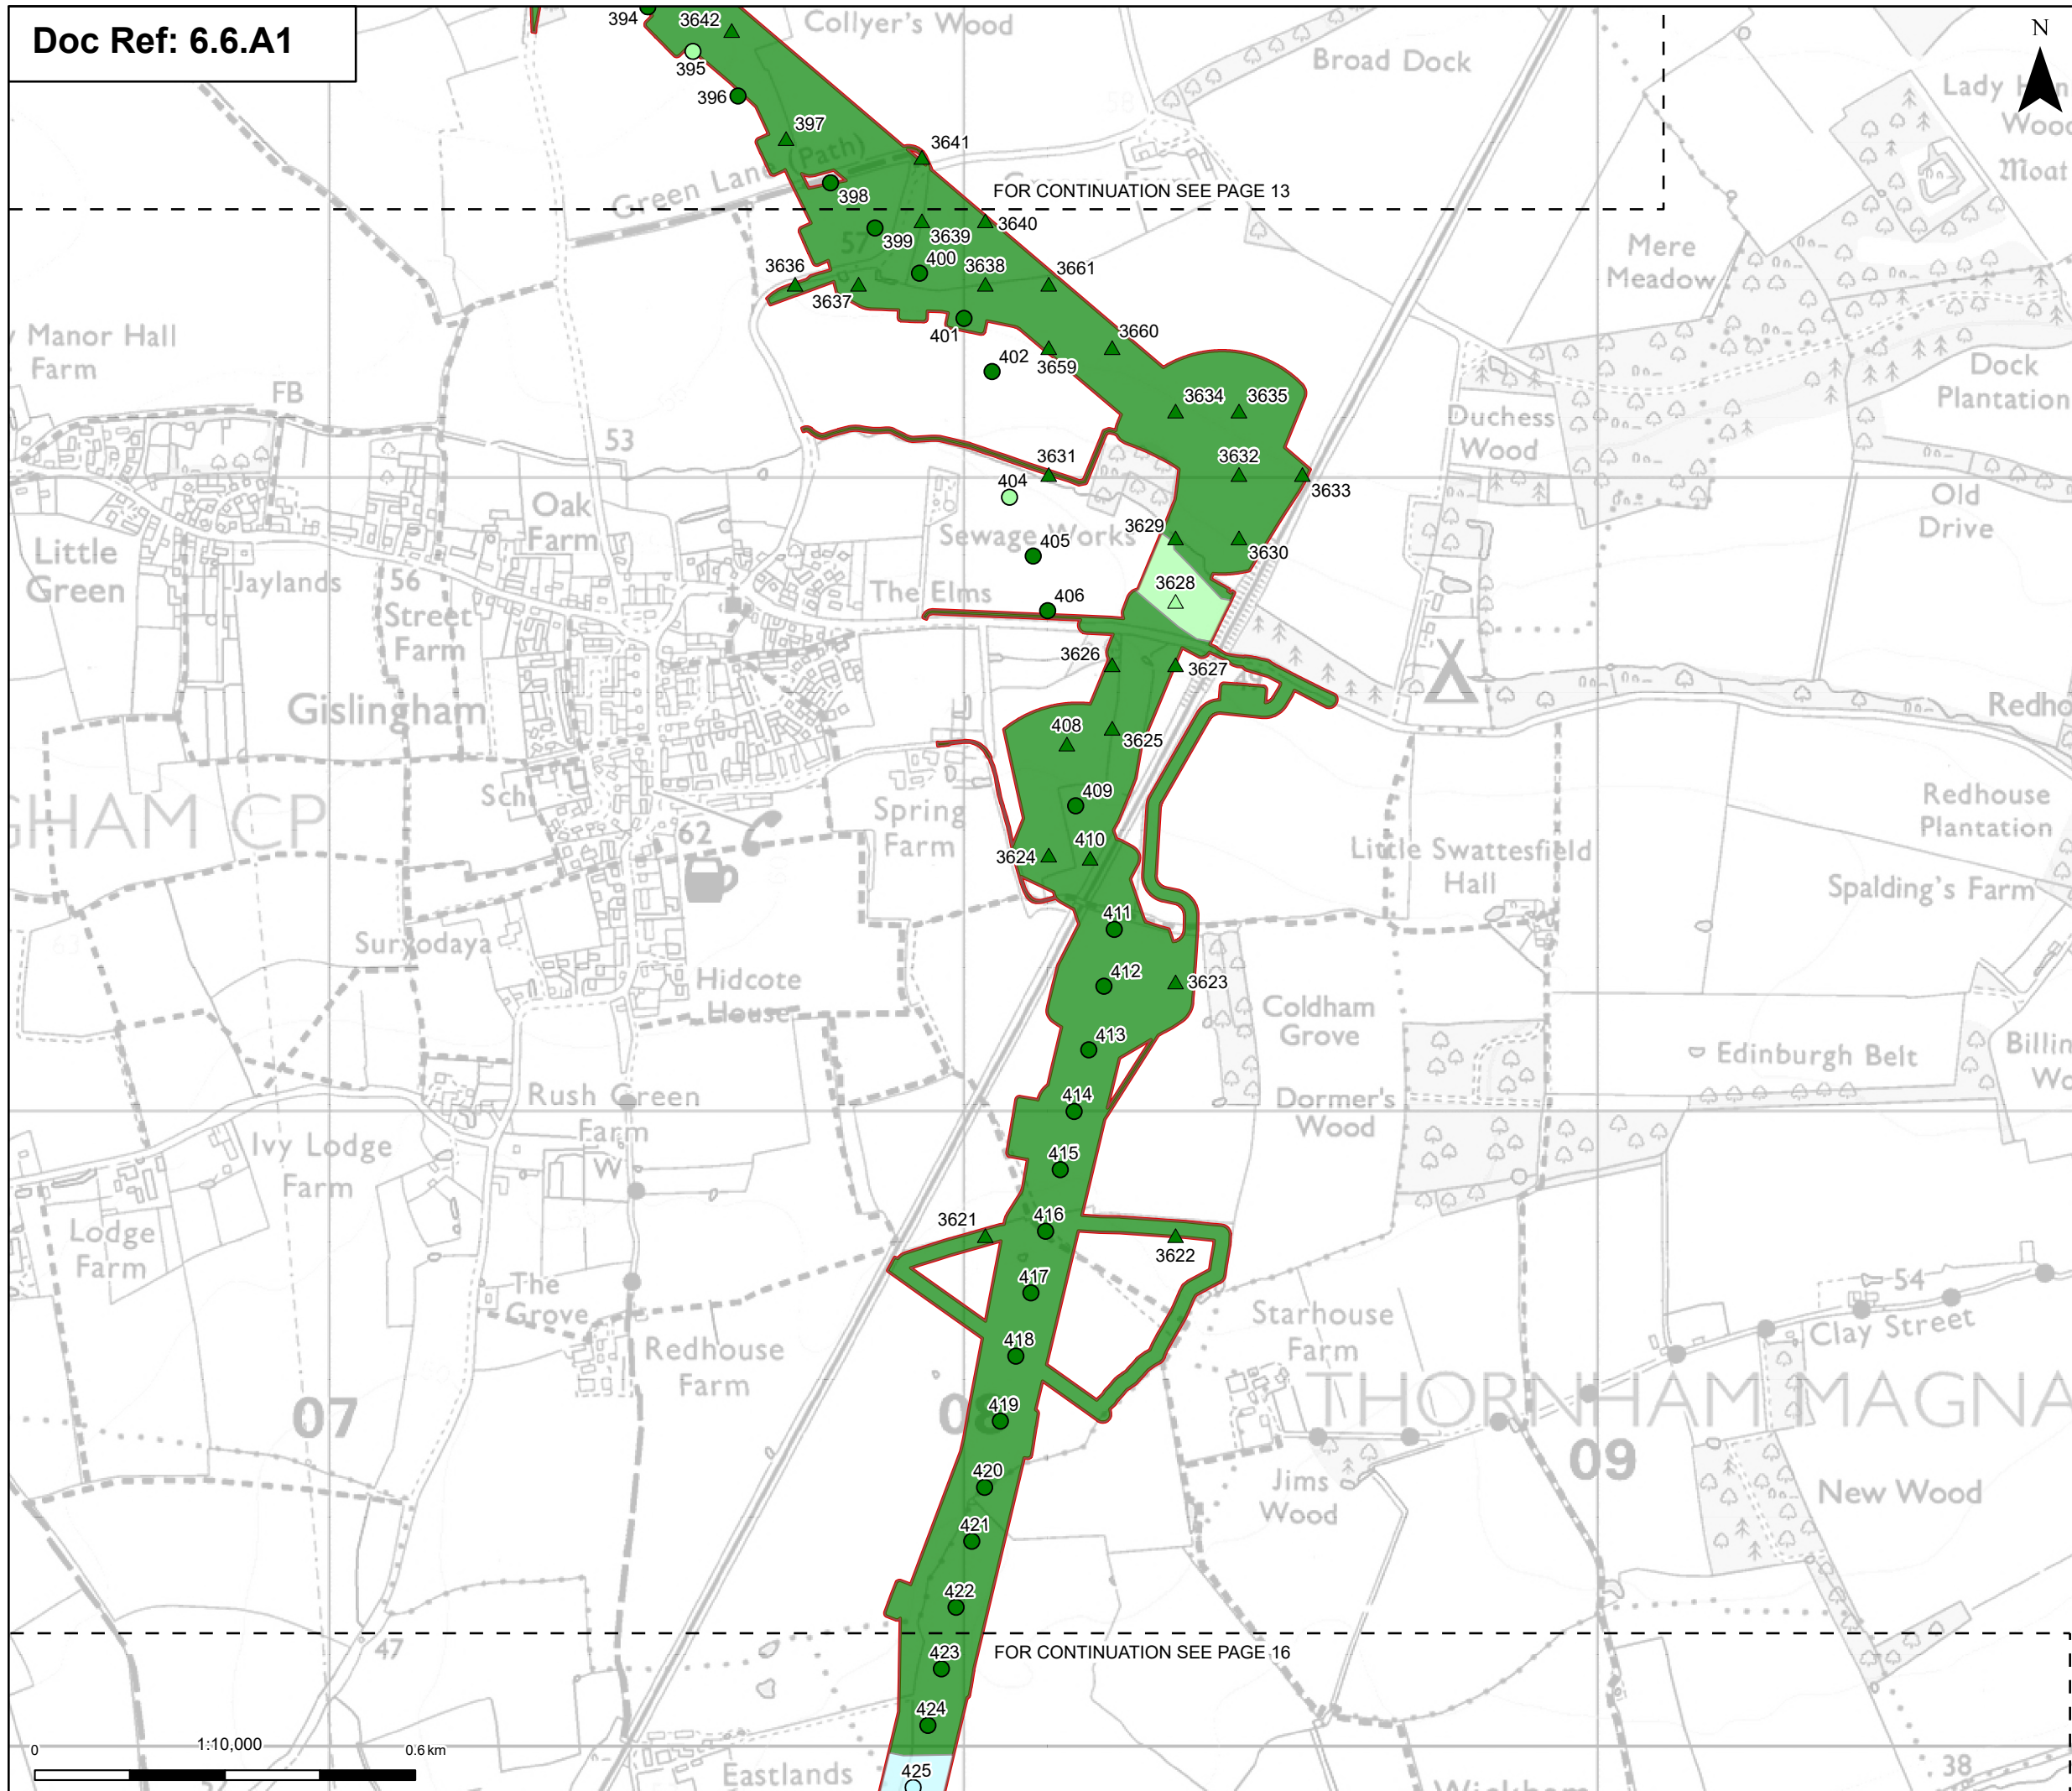 Doc Ref: 6.6.A1
394
3642
Collyer's Wood
395
Broad Dock
N
396
397
Green Lane (Path)
3641
Moat
398
FOR CONTINUATION SEE PAGE 13
399
3639
3640
57
400
3638
3661
3636
3637
401
3660
402
3659
Mere
Meadow
Manor Hall
Farm
FB
53
3634
3635
Duchess
Wood
Dock
Plantation
3631
3632
3633
404
Oak
Farm
Old
Drive
Sewage Works
3629
3630
405
Little
Green
Jaylands
56
Street
Farm
The Elms
406
3628
3626
3627
Gislingham
408
3625
409
Sch
Spring
Farm
62
410
3624
GHAM CP
Redhouse
Plantation
Little Swattesfield
Hall
Spalding's Farm
411
Suryodaya
Hidcote
House
412
3623
Coldham
Grove
413
Edinburgh Belt
Rush Green
Farm
W
414
Dormer's
Wood
Ivy Lodge
Farm
415
Lodge
Farm
3621
416
3622
The
Grove
417
54
Starhouse
Farm
Clay Street
Redhouse
Farm
418
THORNHAM MAGNA
07
08
419
09
420
Jims
Wood
New Wood
421
422
47
423
FOR CONTINUATION SEE PAGE 16
424
0
1:10,000
0.6 km
Eastlands
425
38